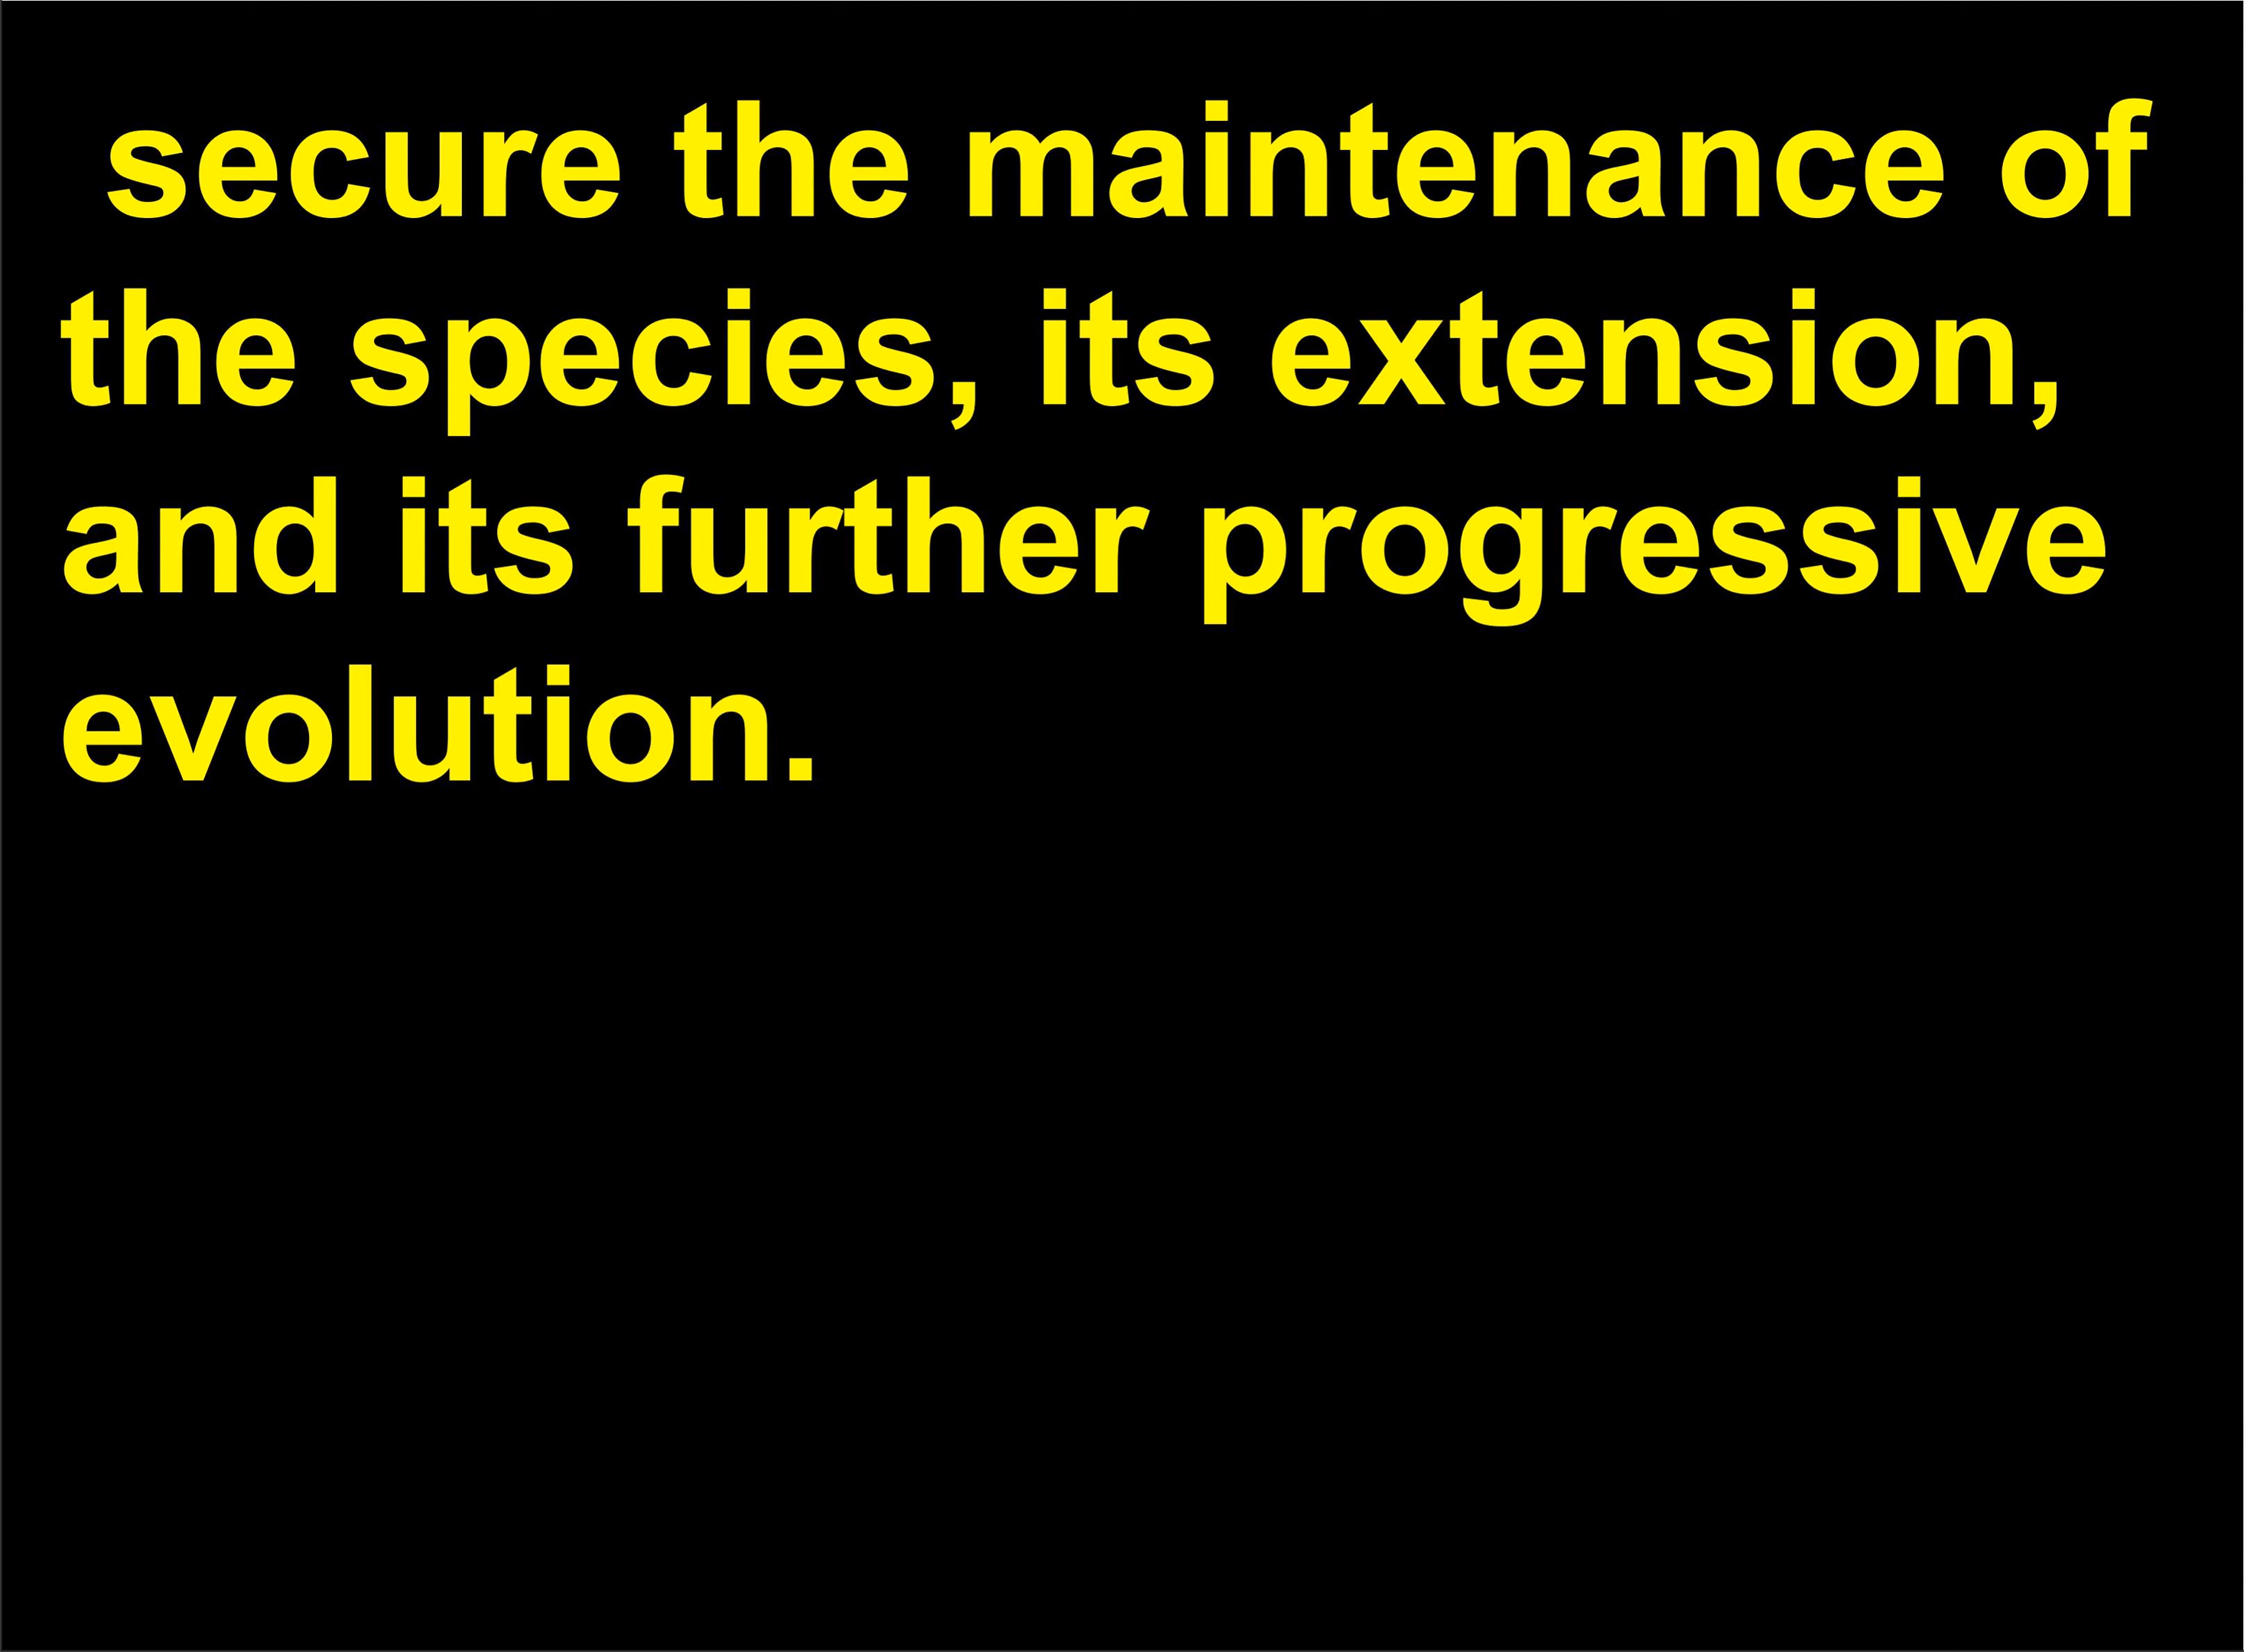 secure the maintenance of
the species, its extension,
and its further progressive
evolution.